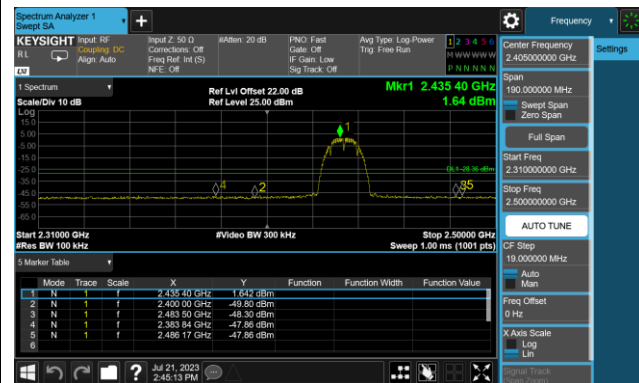 Spectrum Analyzer 1
Swept SA
+
Frequency
KEYSIGHT Input: RF Input Z: 50 Ω #Atten: 20 dB PNO: Fast Avg Type: Log-Power 1 2 3 4 5 6
RL Coupling: DC Corrections: Off Gate: Off Trig: Free Run M W W W W W
Align: Auto Freq Ref: Int (S) IF Gain: Low P N N N N N
LXI NFE: Off Sig Track: Off
1 Spectrum
Ref Lvl Offset 22.00 dB Mkr1 2.435 40 GHz
Scale/Div 10 dB Ref Level 25.00 dBm 1.64 dBm
Log
15.0
5.00
-5.00
-15.0
-25.0
-35.0
-45.0
-55.0
-65.0
1
DL1 -28.36 dBm
4
2
35
Start 2.31000 GHz #Video BW 300 kHz Stop 2.50000 GHz
#Res BW 100 kHz Sweep 1.00 ms (1001 pts)
5 Marker Table
Mode Trace Scale X Y Function Function Width Function Value
1 N 1 f 2.435 40 GHz 1.642 dBm
2 N 1 f 2.400 00 GHz -49.80 dBm
3 N 1 f 2.483 50 GHz -48.30 dBm
4 N 1 f 2.383 84 GHz -47.86 dBm
5 N 1 f 2.486 17 GHz -47.86 dBm
6
?
Jul 21, 2023
2:45:13 PM
Settings
Center Frequency
2.405000000 GHz
Span
190.000000 MHz
Swept Span
Zero Span
Full Span
Start Freq
2.310000000 GHz
Stop Freq
2.500000000 GHz
AUTO TUNE
CF Step
19.000000 MHz
Auto
Man
Freq Offset
0 Hz
X Axis Scale
Log
Lin
Signal Track
(Span Zoom)